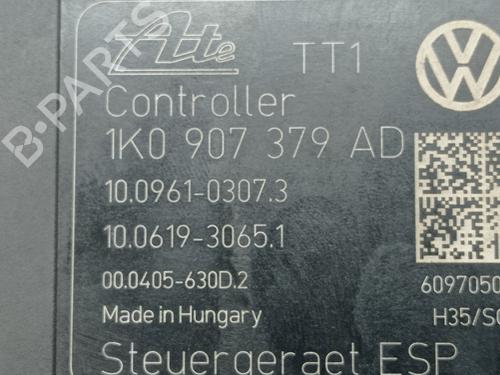 Ate TT1
Controller
1K0 907 379 AD
10.0961-0307.3
10.0619-3065.1
00.0405-630D.2 6097050
Made in Hungary H35/S
Steuergeraet ESP
B-PARTS